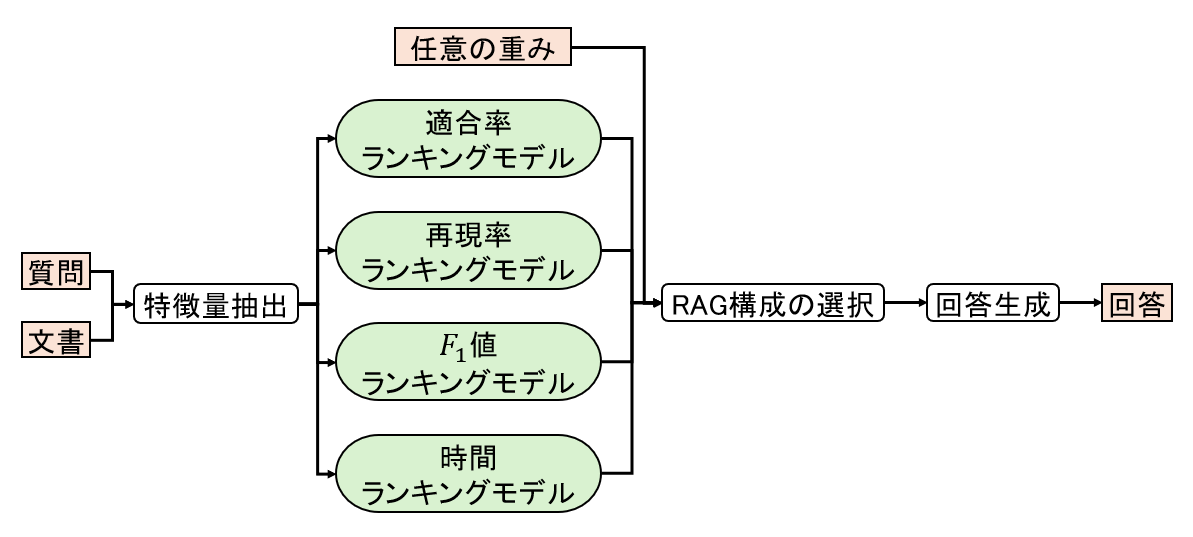 任意の重み
適合率
ランキングモデル
再現率
ランキングモデル
質問
文書
特徴量抽出
F₁値
ランキングモデル
時間
ランキングモデル
RAG構成の選択
回答生成
回答